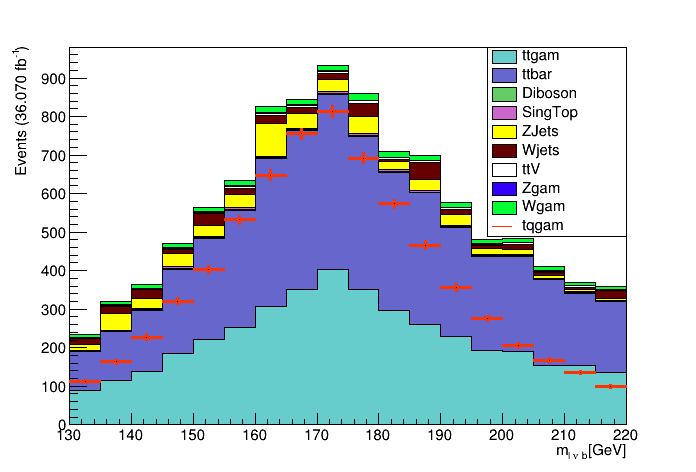 Events (36.070 fb⁻¹)
900
800
700
600
500
400
300
200
100
0
130 140 150 160 170 180 190 200 210 220
m_{l γ b}[GeV]
ttgam
ttbar
Diboson
SingTop
ZJets
Wjets
ttV
Zgam
Wgam
tqgam